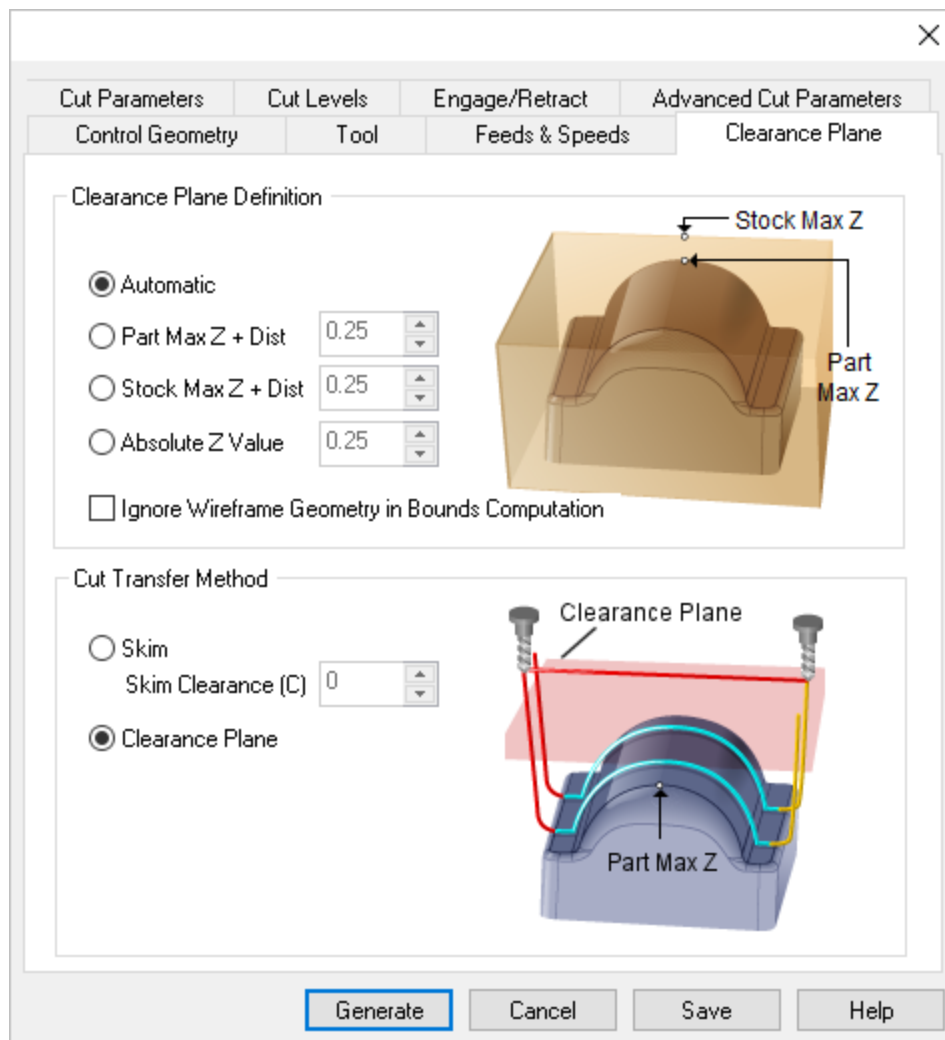 Cut Parameters Cut Levels Engage/Retract Advanced Cut Parameters
Control Geometry Tool Feeds & Speeds Clearance Plane
Clearance Plane Definition
Stock Max Z
Automatic
Part Max Z + Dist 0.25
Stock Max Z + Dist 0.25
Part
Max Z
Absolute Z Value 0.25
Ignore Wireframe Geometry in Bounds Computation
Cut Transfer Method
Clearance Plane
Skim
Skim Clearance (C) 0
Clearance Plane
Part Max Z
Generate Cancel Save Help